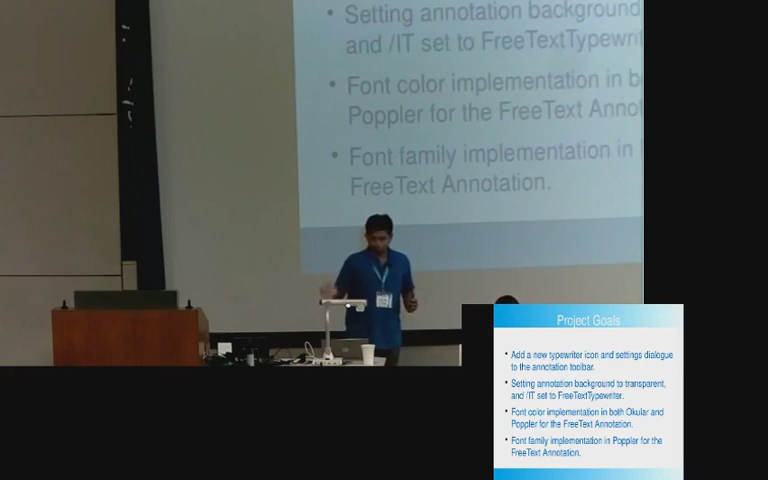 Setting annotation background
and /IT set to FreeTextTypewrit
Font color implementation in b
Poppler for the FreeText Annot
Font family implementation in
FreeText Annotation.
Project Goals
Add a new typewriter icon and settings dialogue
to the annotation toolbar.
Setting annotation background to transparent,
and /IT set to FreeTextTypewriter.
Font color implementation in both Okular and
Poppler for the FreeText Annotation.
Font family implementation in Poppler for the
FreeText Annotation.